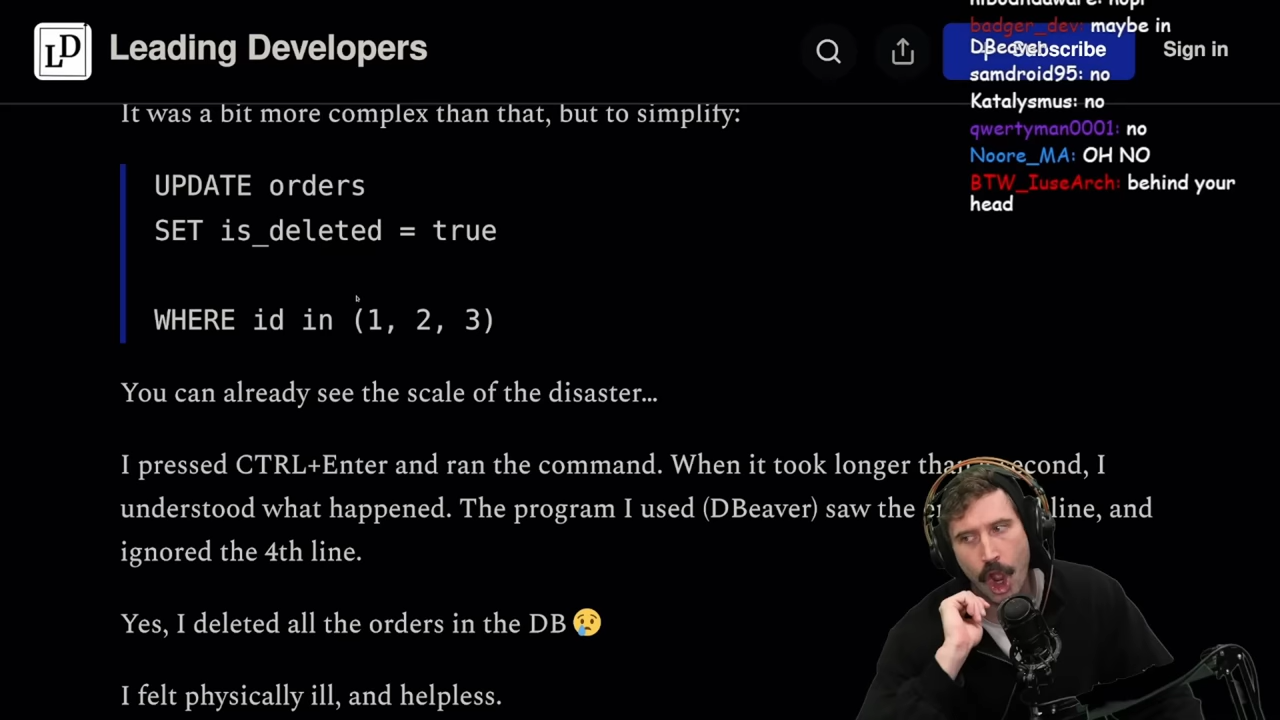 LD
Leading Developers
Subscribe
Sign in
It was a bit more complex than that, but to simplify:
UPDATE orders
SET is_deleted = true
WHERE id in (1, 2, 3)
You can already see the scale of the disaster…
I pressed CTRL+Enter and ran the command. When it took longer than second, I
understood what happened. The program I used (DBeaver) saw the line, and
ignored the 4th line.
Yes, I deleted all the orders in the DB 😢
I felt physically ill, and helpless.
badger_dev: maybe in
DBeaver
samdroid95: no
Katalysmus: no
qwertyman0001: no
Noore_MA: OH NO
BTW_IuseArch: behind your
head